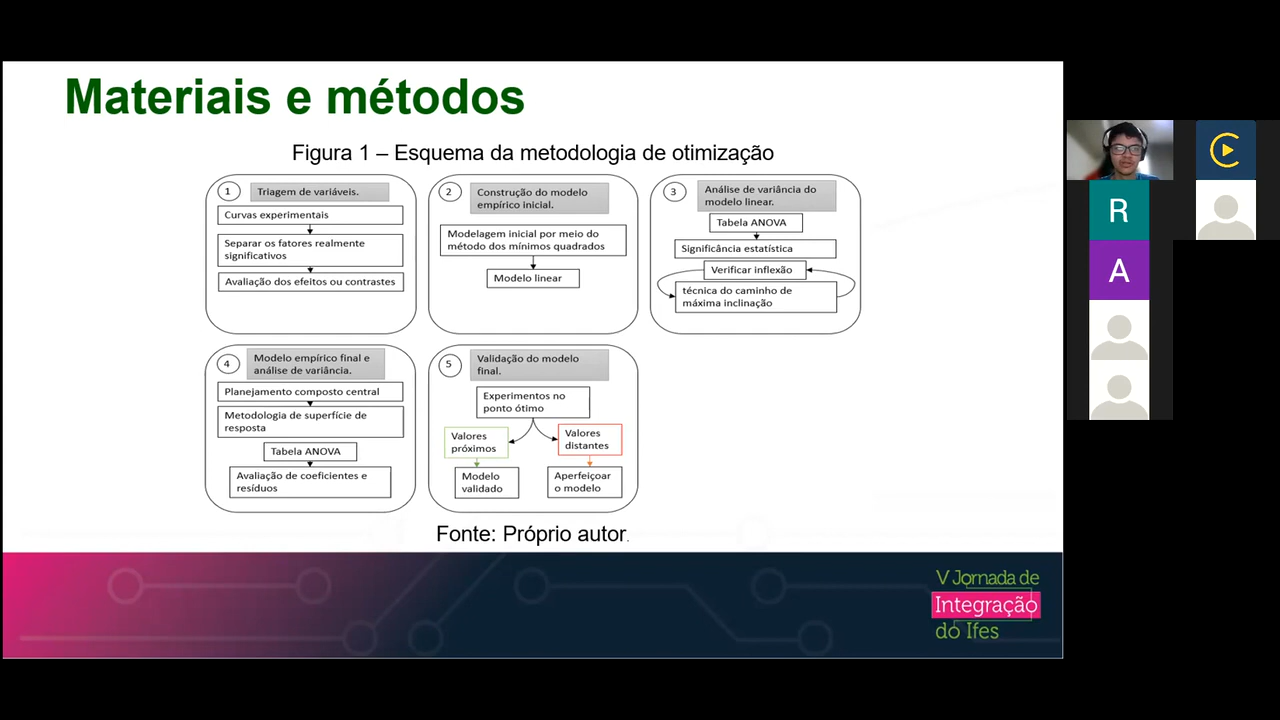 Materiais e métodos
Figura 1 – Esquema da metodologia de otimização
1
Triagem de variáveis.
Curvas experimentais
Separar os fatores realmente
significativos
Avaliação dos efeitos ou contrastes
2
Construção do modelo
empírico inicial.
Modelagem inicial por meio do
método dos mínimos quadrados
Modelo linear
3
Análise de variância do
modelo linear.
Tabela ANOVA
Significância estatística
Verificar inflexão
técnica do caminho de
máxima inclinação
4
Modelo empírico final e
análise de variância.
Planejamento composto central
Metodologia de superfície de
resposta
Tabela ANOVA
Avaliação de coeficientes e
resíduos
5
Validação do modelo
final.
Experimentos no
ponto ótimo
Valores
próximos
Valores
distantes
Modelo
validado
Aperfeiçoar
o modelo
Fonte: Próprio autor.
V Jornada de
Integração
do Ifes
C
R
A